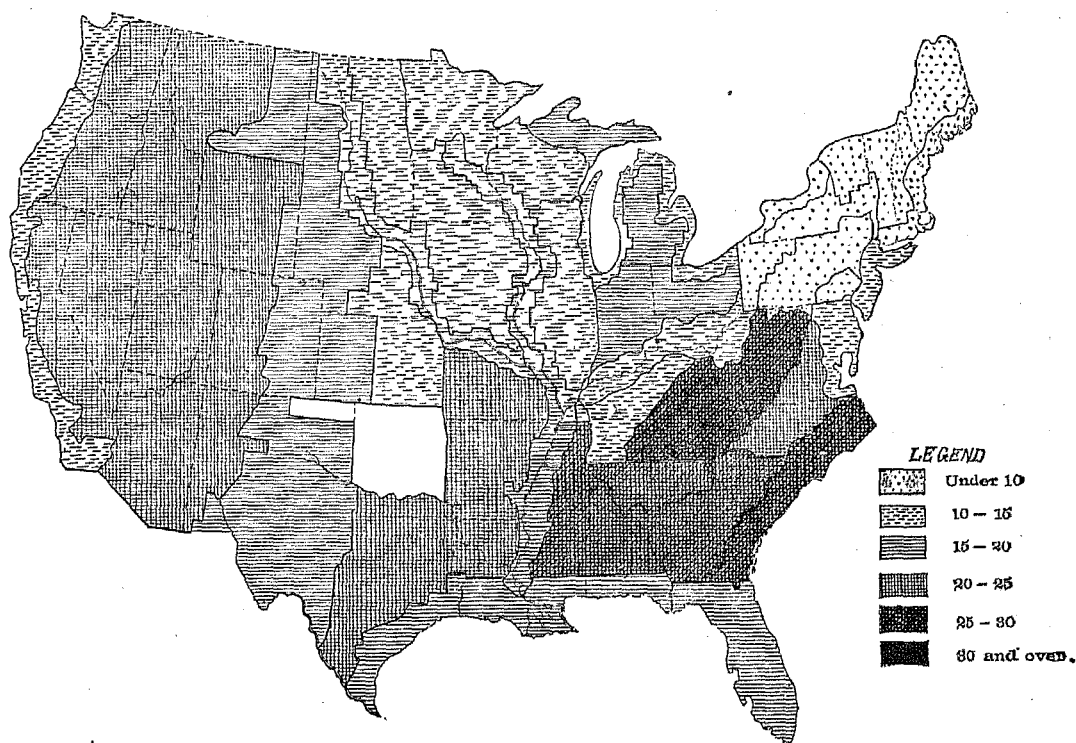 LEGEND
Under 10
10 – 15
15 – 20
20 – 25
25 – 30
30 and over.